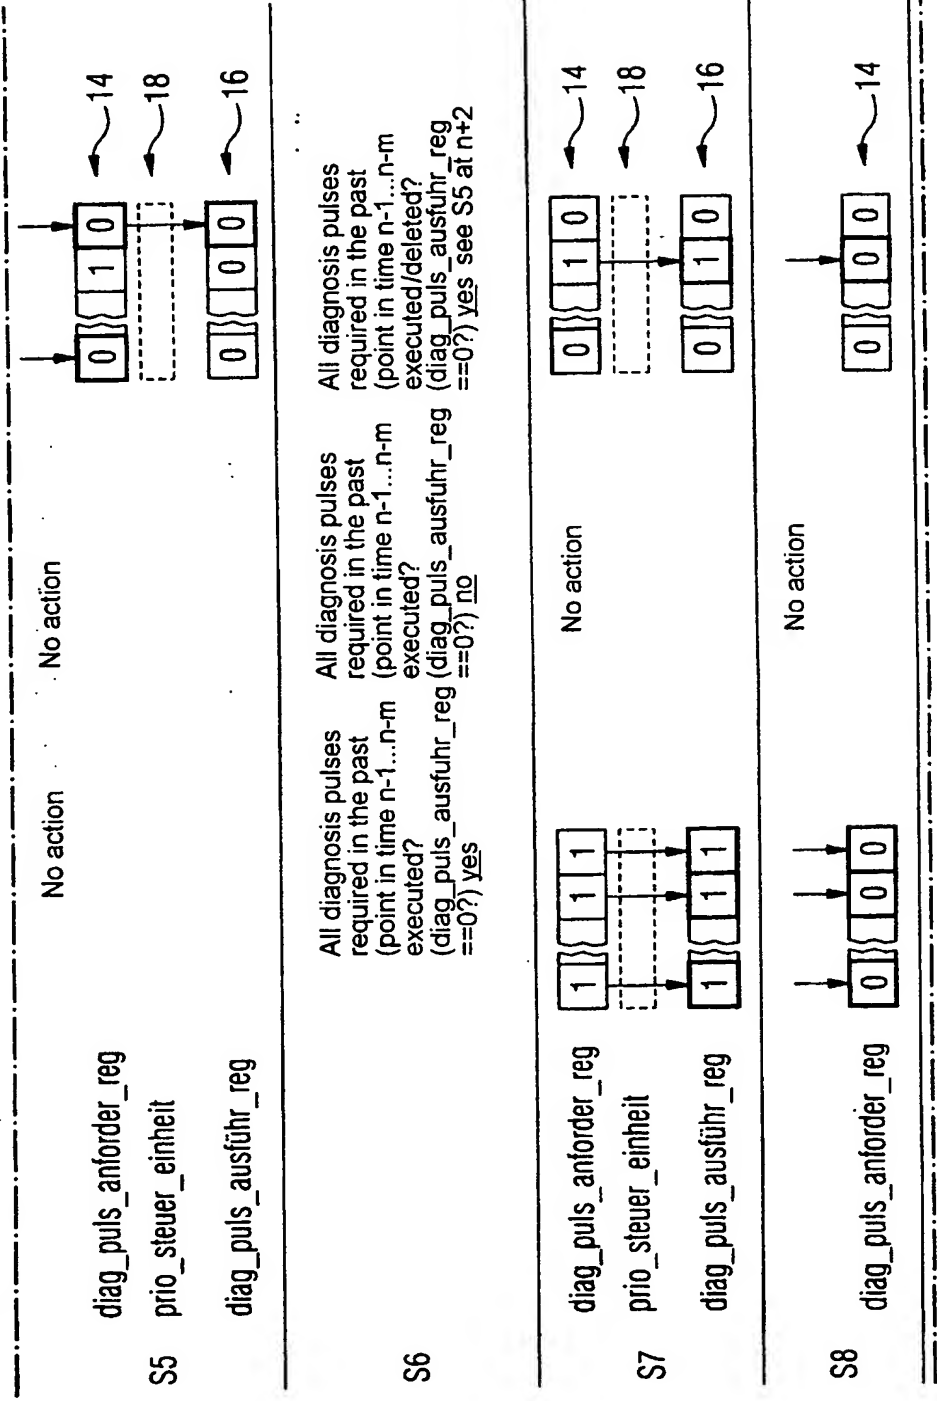 S5
diag_puls_anforder_reg
prio_steuer_einheit
diag_puls_ausführ_reg
No action
No action
0 1 0
0 0 0
14
18
16
S6
All diagnosis pulses
required in the past
(point in time n-1...n-m
executed?
(diag_puls_ausfuhr_reg
==0?) yes
All diagnosis pulses
required in the past
(point in time n-1...n-m
executed?
(diag_puls_ausfuhr_reg
==0?) no
All diagnosis pulses
required in the past
(point in time n-1...n-m
executed/deleted?
(diag_puls_ausfuhr_reg
==0?) yes see S5 at n+2
S7
diag_puls_anforder_reg
prio_steuer_einheit
diag_puls_ausführ_reg
1 1 1
1 1 1
No action
0 1 0
0 1 0
14
18
16
S8
diag_puls_anforder_reg
0 0 0
No action
0 0 0
14